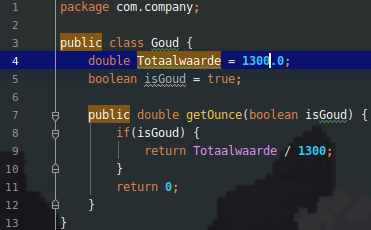 1 package com.company;
2
3 public class Goud {
4 double Totaalwaarde = 1300.0;
5 boolean isGoud = true;
6
7 public double getOunce(boolean isGoud) {
8 if(isGoud) {
9 return Totaalwaarde / 1300;
10 }
11 return 0;
12 }
13 }